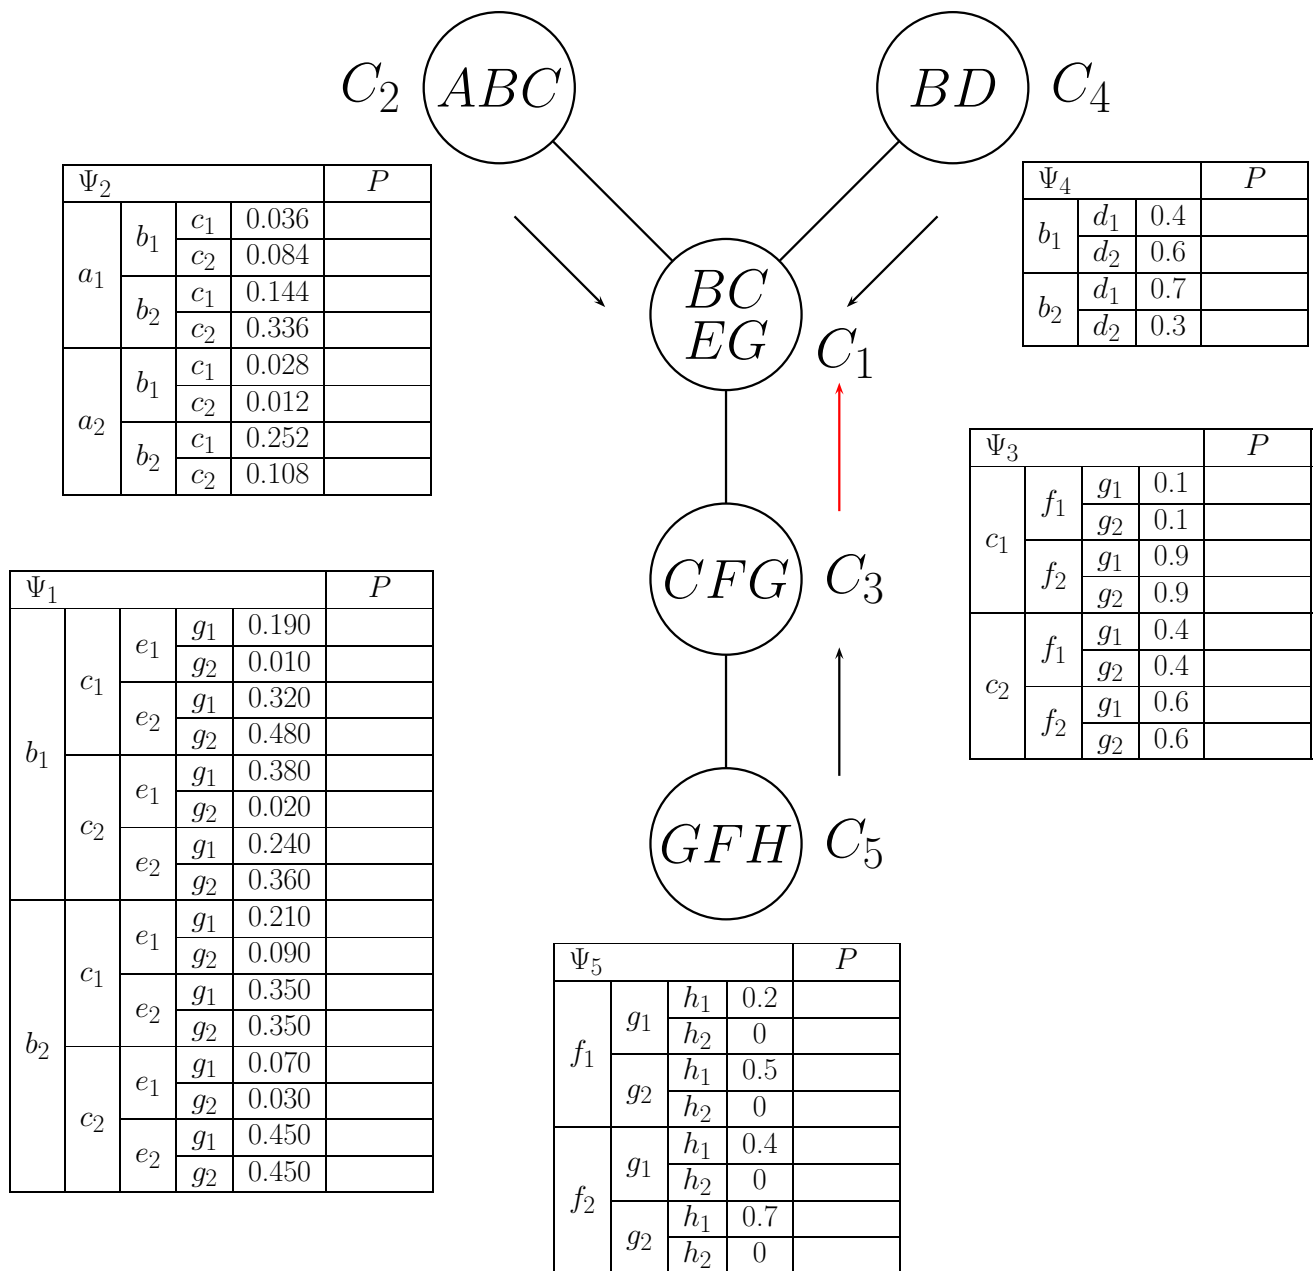 C2 ABC BD C4
Ψ2 P
a1 b1 c1 0.036
c2 0.084
b2 c1 0.144
c2 0.336
a2 b1 c1 0.028
c2 0.012
b2 c1 0.252
c2 0.108
Ψ4 P
b1 d1 0.4
d2 0.6
b2 d1 0.7
d2 0.3
BC
EG
C1
Ψ3 P
c1 f1 g1 0.1
g2 0.1
f2 g1 0.9
g2 0.9
c2 f1 g1 0.4
g2 0.4
f2 g1 0.6
g2 0.6
CFG C3
Ψ1 P
b1 c1 e1 g1 0.190
g2 0.010
e2 g1 0.320
g2 0.480
c2 e1 g1 0.380
g2 0.020
e2 g1 0.240
g2 0.360
b2 c1 e1 g1 0.210
g2 0.090
e2 g1 0.350
g2 0.350
c2 e1 g1 0.070
g2 0.030
e2 g1 0.450
g2 0.450
GFH C5
Ψ5 P
f1 g1 h1 0.2
h2 0
g2 h1 0.5
h2 0
f2 g1 h1 0.4
h2 0
g2 h1 0.7
h2 0